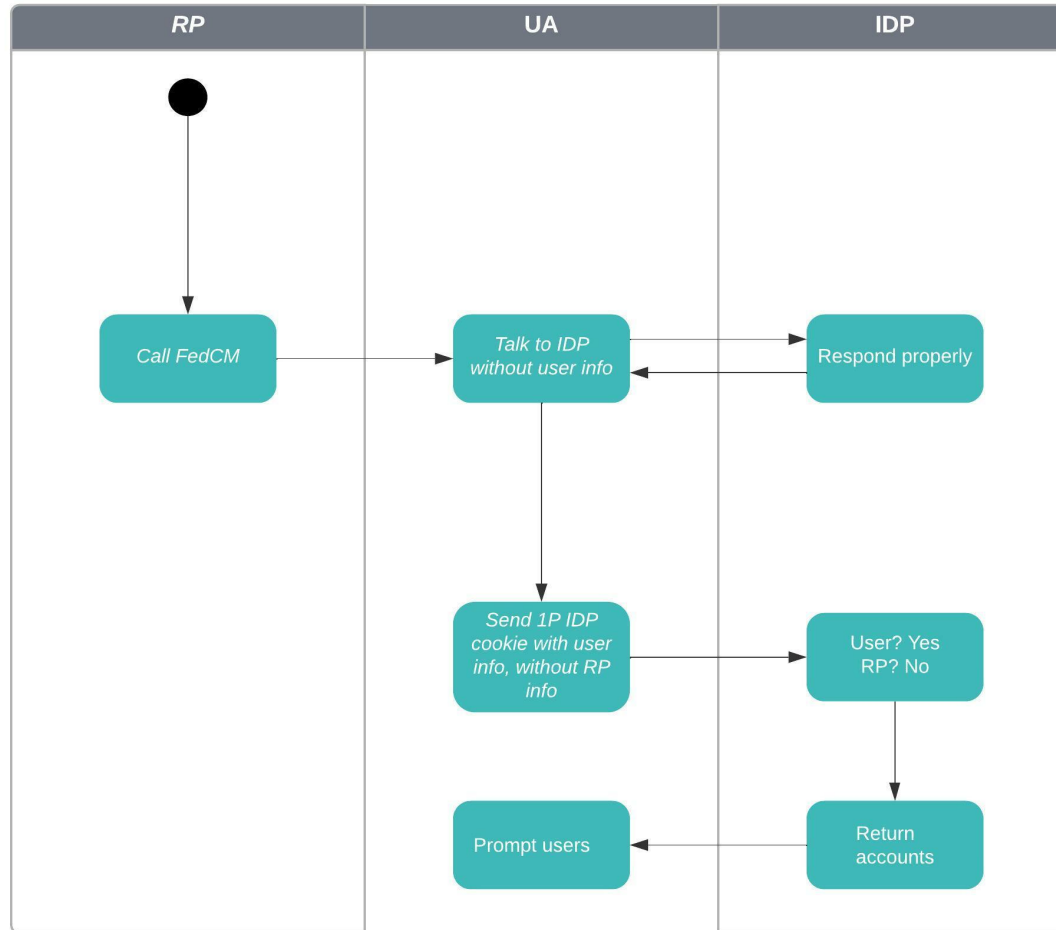 RP
UA
IDP
Call FedCM
Talk to IDP
without user info
Respond properly
Send 1P IDP
cookie with user
info, without RP
info
User? Yes
RP? No
Prompt users
Return
accounts